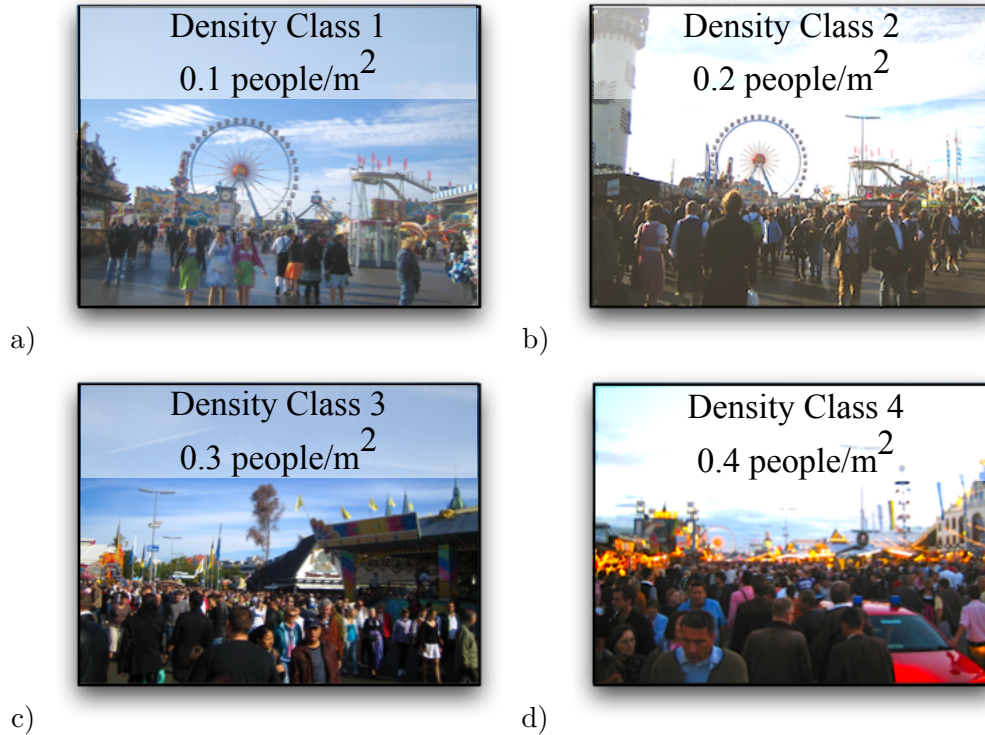 Density Class 1
0.1 people/m²
a)
Density Class 2
0.2 people/m²
b)
Density Class 3
0.3 people/m²
c)
Density Class 4
0.4 people/m²
d)